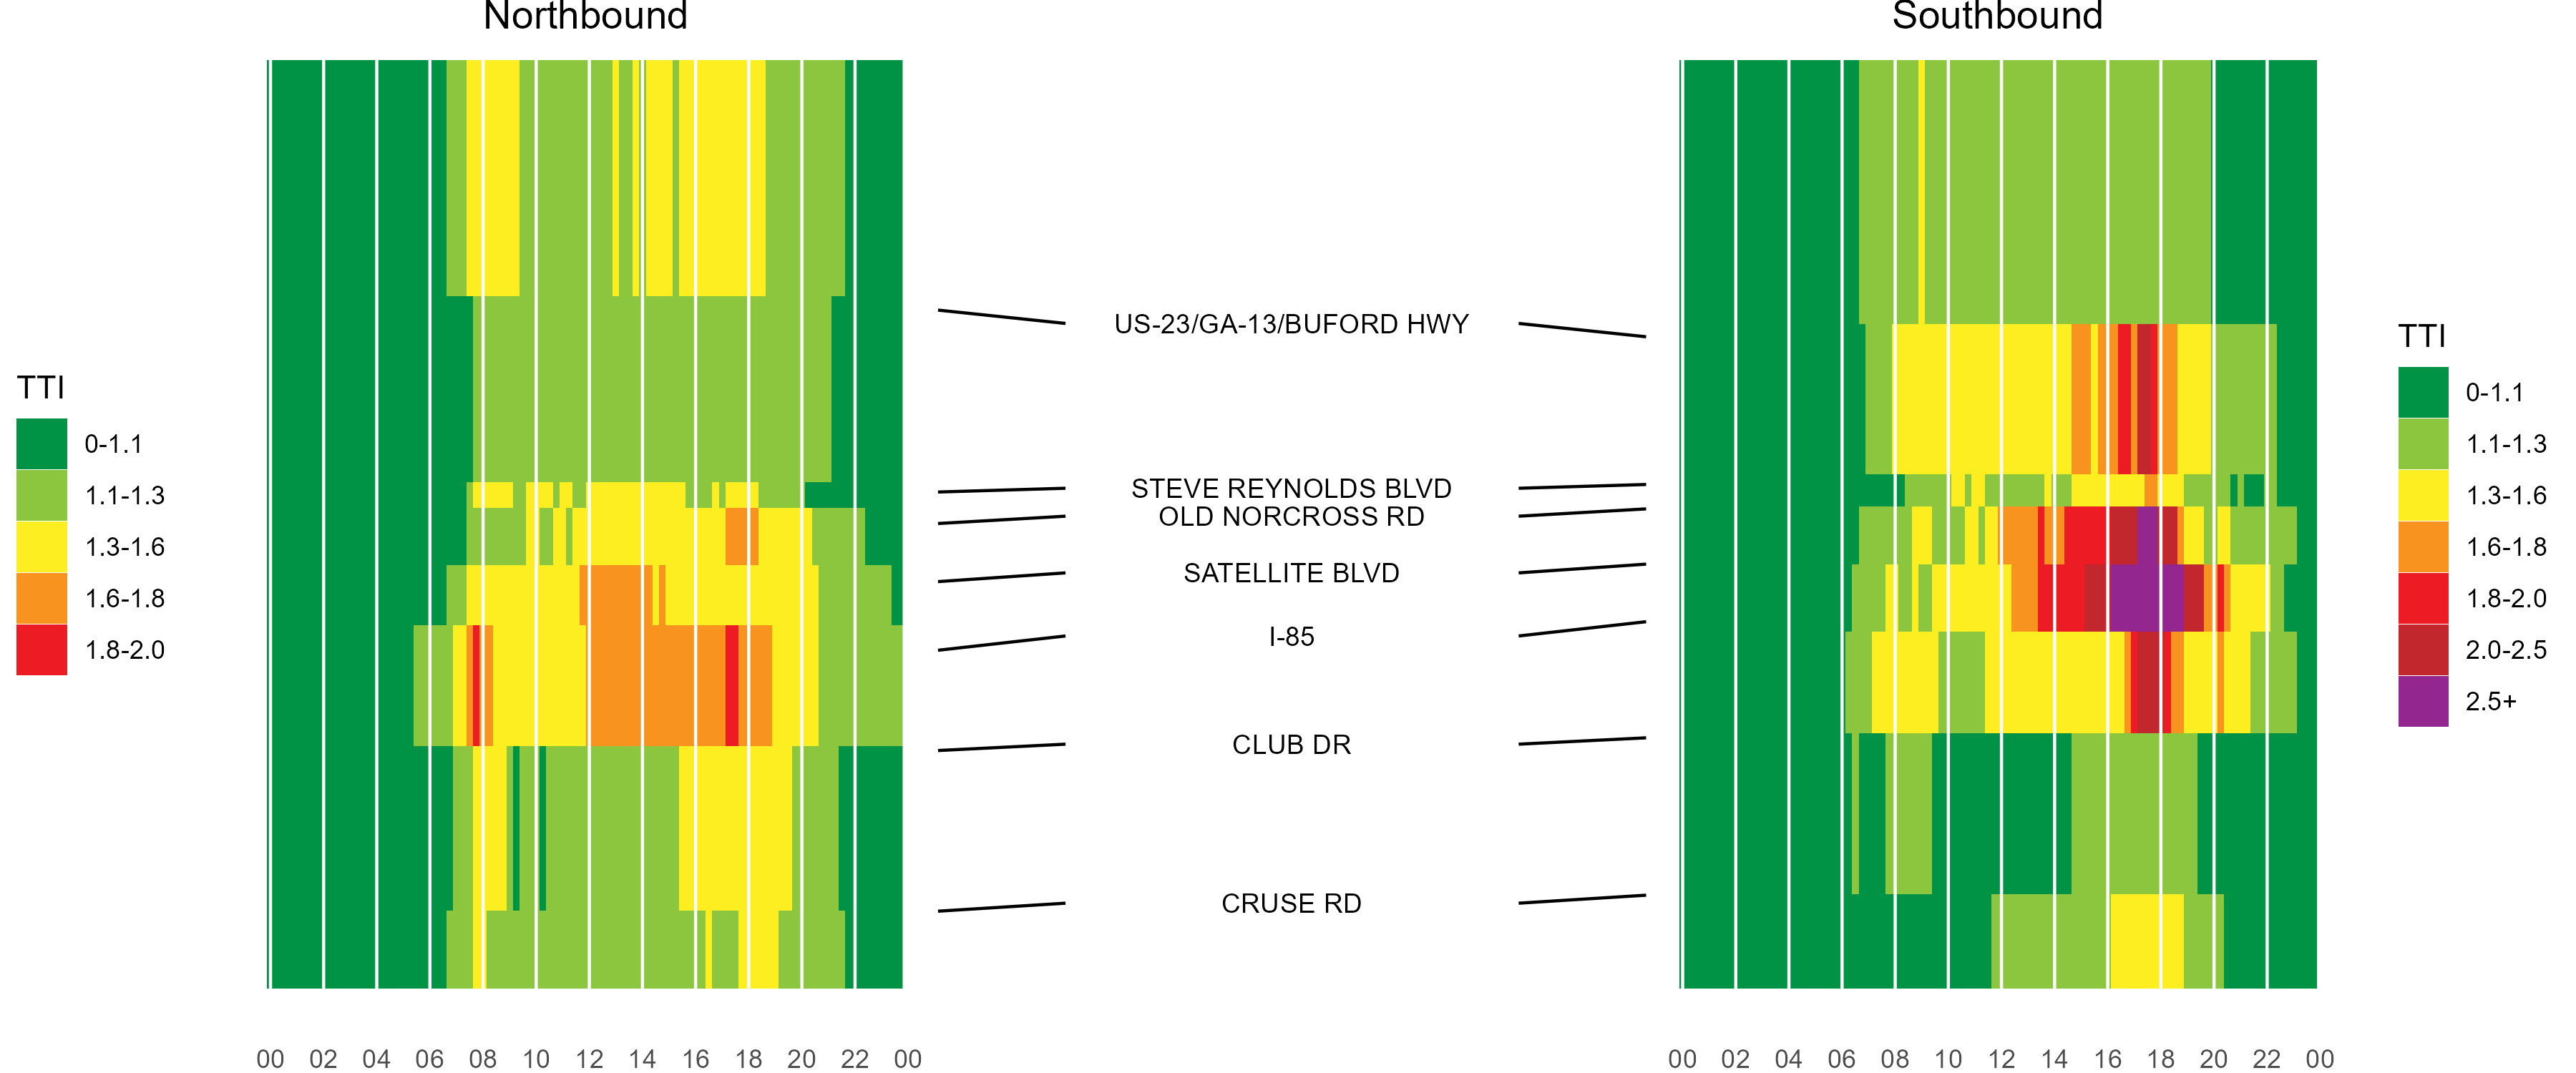 Northbound
Southbound
TTI
0-1.1
1.1-1.3
1.3-1.6
1.6-1.8
1.8-2.0
US-23/GA-13/BUFORD HWY
STEVE REYNOLDS BLVD
OLD NORCROSS RD
SATELLITE BLVD
I-85
CLUB DR
CRUSE RD
TTI
0-1.1
1.1-1.3
1.3-1.6
1.6-1.8
1.8-2.0
2.0-2.5
2.5+
00 02 04 06 08 10 12 14 16 18 20 22 00
00 02 04 06 08 10 12 14 16 18 20 22 00